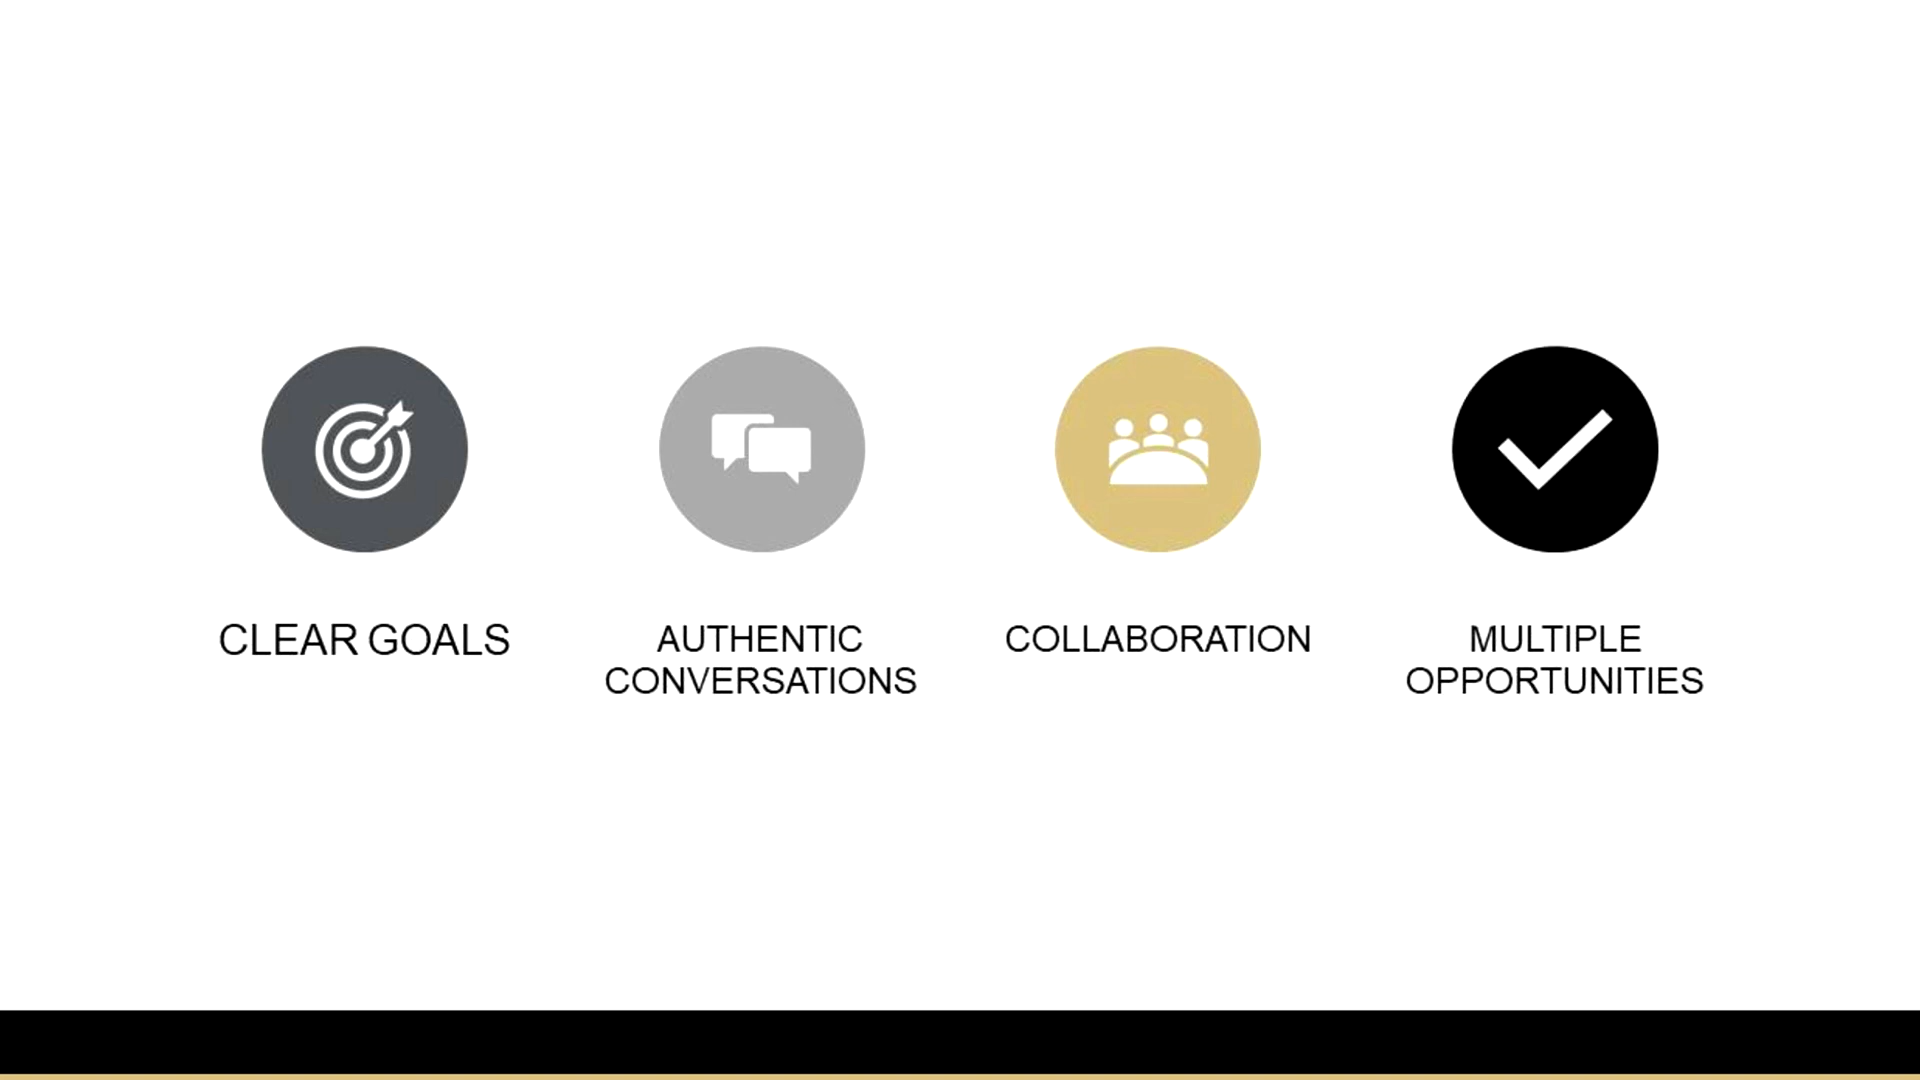 CLEAR GOALS
AUTHENTIC
CONVERSATIONS
COLLABORATION
MULTIPLE
OPPORTUNITIES